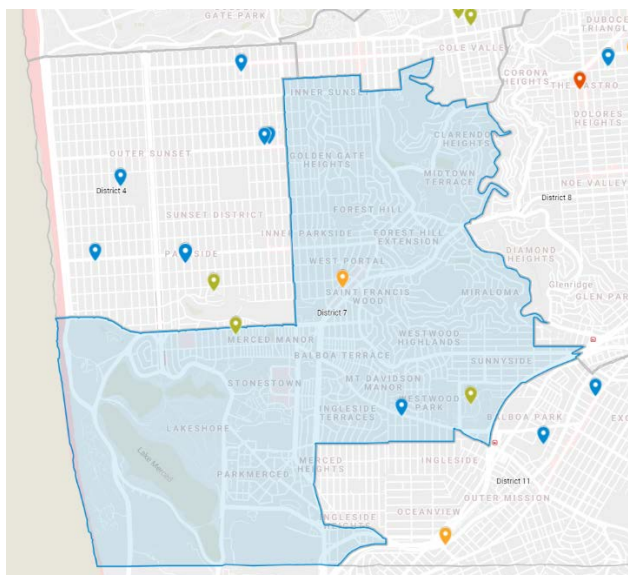 GATE PARK
DUBOCE
TRIANGL
COLE VALLEY
CORONA
HEIGHTS
THE CASTRO
INNER SUNSET
DOLORES
HEIGHTS
CLARENDO
HEIGHTS
OUTER SUNSET
GOLDEN GATE
HEIGHTS
MIDTOWN
TERRACE
NOE VALLEY
District 4
District 8
SUNSET DISTRICT
FOREST HILL
INNER PARKSIDE
FOREST HILL
EXTENSION
PARKSIDE
WEST PORTAL
DIAMOND
HEIGHTS
Glenridge
SAINT FRANCIS
WOOD
MIRALOMA
GLEN PARK
District 7
MERCED MANOR
WESTWOOD
HIGHLANDS
BALBOA TERRACE
SUNNYSIDE
STONESTOWN
MT DAVIDSON
MANOR
WESTWOOD
PARK
INGLESIDE
TERRACES
BALBOA PARK
EXC
LAKESHORE
Lake Merced
MERCED
HEIGHTS
INGLESIDE
PARKMERCED
District 11
OUTER MISSION
OCEANVIEW
INGLESIDE
HEIGHTS